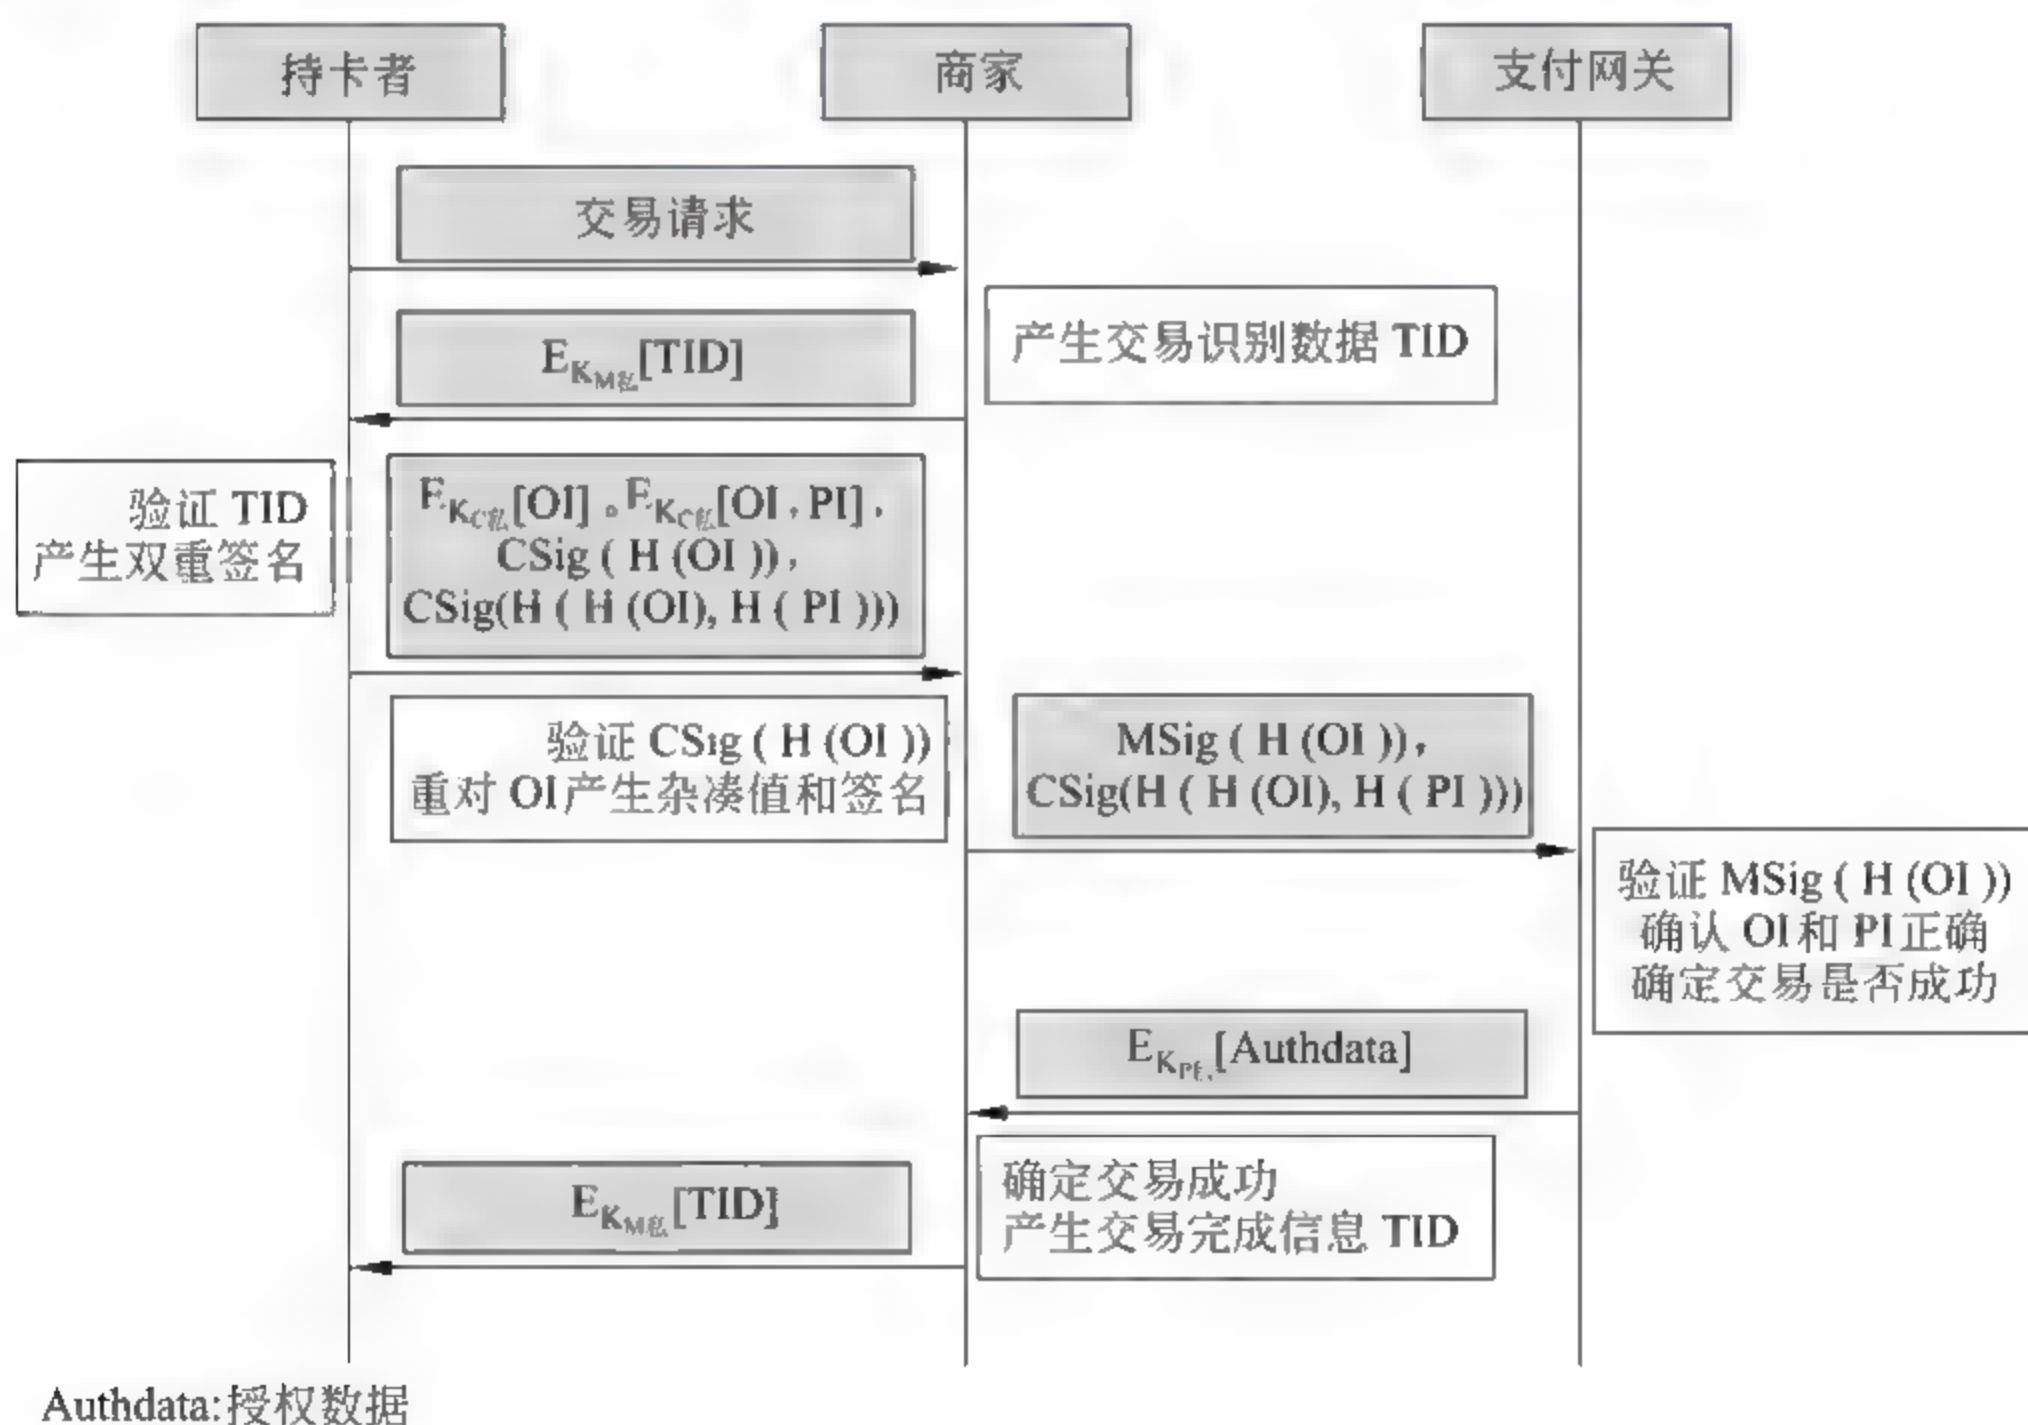 持卡者
商家
支付网关
交易请求
产生交易识别数据 TID
E_{K_{M私}}[TID]
验证 TID
产生双重签名
E_{K_{C私}}[OI]。E_{K_{C私}}[OI,PI],
CSig ( H (OI )),
CSig(H ( H (OI), H ( PI )))
验证 CSig ( H (OI ))
重对 OI 产生杂凑值和签名
MSig ( H (OI )),
CSig(H ( H (OI), H ( PI )))
验证 MSig ( H (OI ))
确认 OI 和 PI 正确
确定交易是否成功
[Authdata]
确定交易成功
产生交易完成信息 TID
E_{K_{M私}}[TID]
Authdata:授权数据